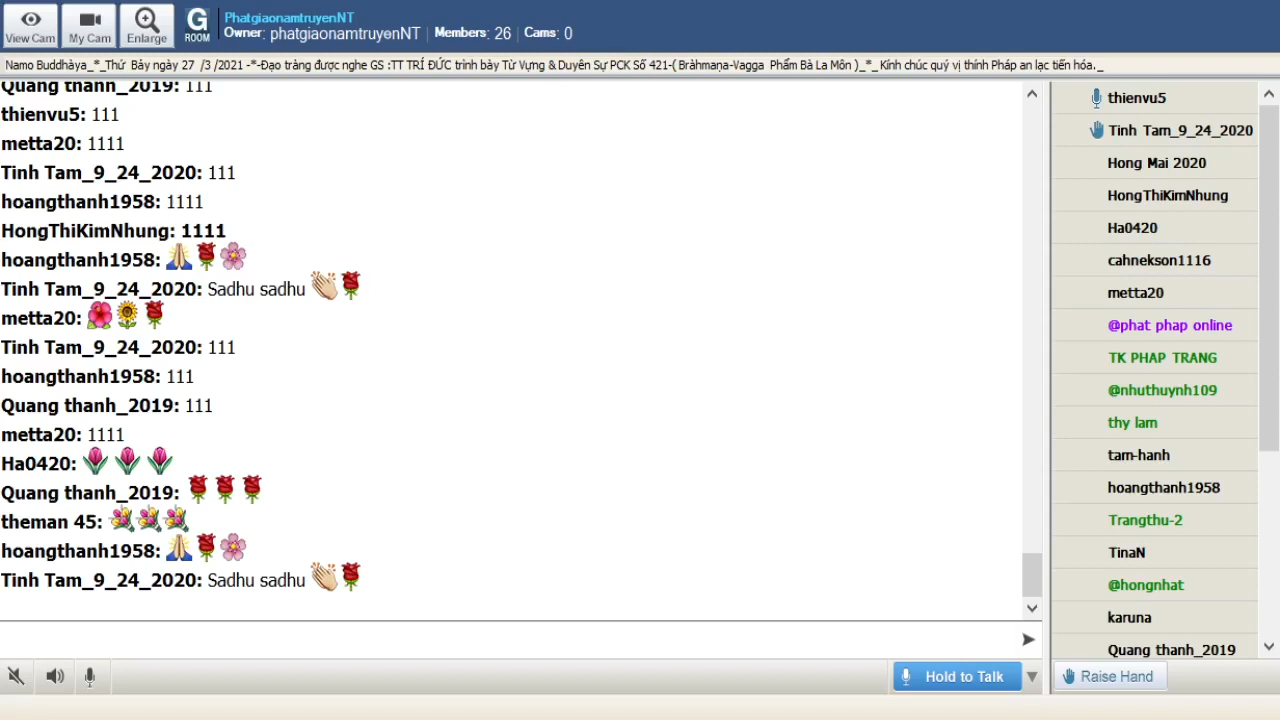 View Cam
My Cam
Enlarge
G
ROOM
PhatgiaonamtruyenNT
Owner: phatgiaonamtruyenNT | Members: 26 | Cams: 0
Namo Buddhàya_*_Thứ Bảy ngày 27 /3 /2021 -*-Đạo tràng được nghe GS :TT TRÍ ĐỨC trình bày Từ Vựng & Duyên Sự PCK Số 421-( Bràhmaṇa-Vagga Phẩm Bà La Môn )_*_ Kính chúc quý vị thính Pháp an lạc tiến hóa._
Quang thanh_2019: 111
thienvu5: 111
metta20: 1111
Tinh Tam_9_24_2020: 111
hoangthanh1958: 1111
HongThiKimNhung: 1111
hoangthanh1958: 🙏🌹🌸
Tinh Tam_9_24_2020: Sadhu sadhu 👏🌹
metta20: 🌺🌻🌹
Tinh Tam_9_24_2020: 111
hoangthanh1958: 111
Quang thanh_2019: 111
metta20: 1111
Ha0420: 🌷🌷🌷
Quang thanh_2019: 🌹🌹🌹
theman 45: 💐💐💐
hoangthanh1958: 🙏🌹🌸
Tinh Tam_9_24_2020: Sadhu sadhu 👏🌹
Hold to Talk
thienvu5
Tinh Tam_9_24_2020
Hong Mai 2020
HongThiKimNhung
Ha0420
cahnekson1116
metta20
@phat phap online
TK PHAP TRANG
@nhuthuynh109
thy lam
tam-hanh
hoangthanh1958
Trangthu-2
TinaN
@hongnhat
karuna
Quang thanh_2019
Raise Hand